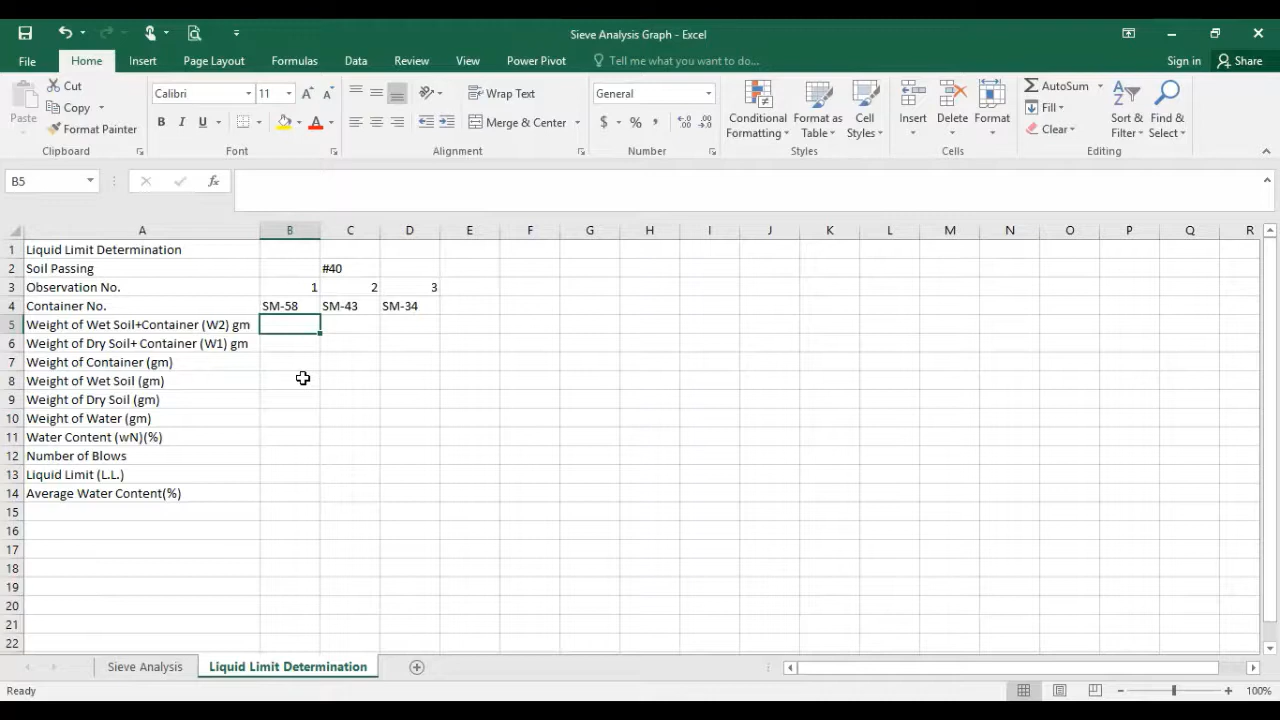 Sieve Analysis Graph - Excel
File Home Insert Page Layout Formulas Data Review View Power Pivot Tell me what you want to do... Sign in Share
Paste Cut Copy Format Painter Clipboard
Calibri 11 B I U A A A Font
Wrap Text Merge & Center Alignment
General $ % , Number
Conditional Formatting Format as Table Cell Styles Styles
Insert Delete Format Cells
AutoSum Fill Clear Sort & Filter Find & Select Editing
B5 fx
A B C D E F G H I J K L M N O P Q R
1 Liquid Limit Determination
2 Soil Passing #40
3 Observation No. 1 2 3
4 Container No. SM-58 SM-43 SM-34
5 Weight of Wet Soil+Container (W2) gm
6 Weight of Dry Soil+ Container (W1) gm
7 Weight of Container (gm)
8 Weight of Wet Soil (gm)
9 Weight of Dry Soil (gm)
10 Weight of Water (gm)
11 Water Content (wN)(%)
12 Number of Blows
13 Liquid Limit (L.L.)
14 Average Water Content(%)
15
16
17
18
19
20
21
22
Sieve Analysis Liquid Limit Determination
Ready 100%